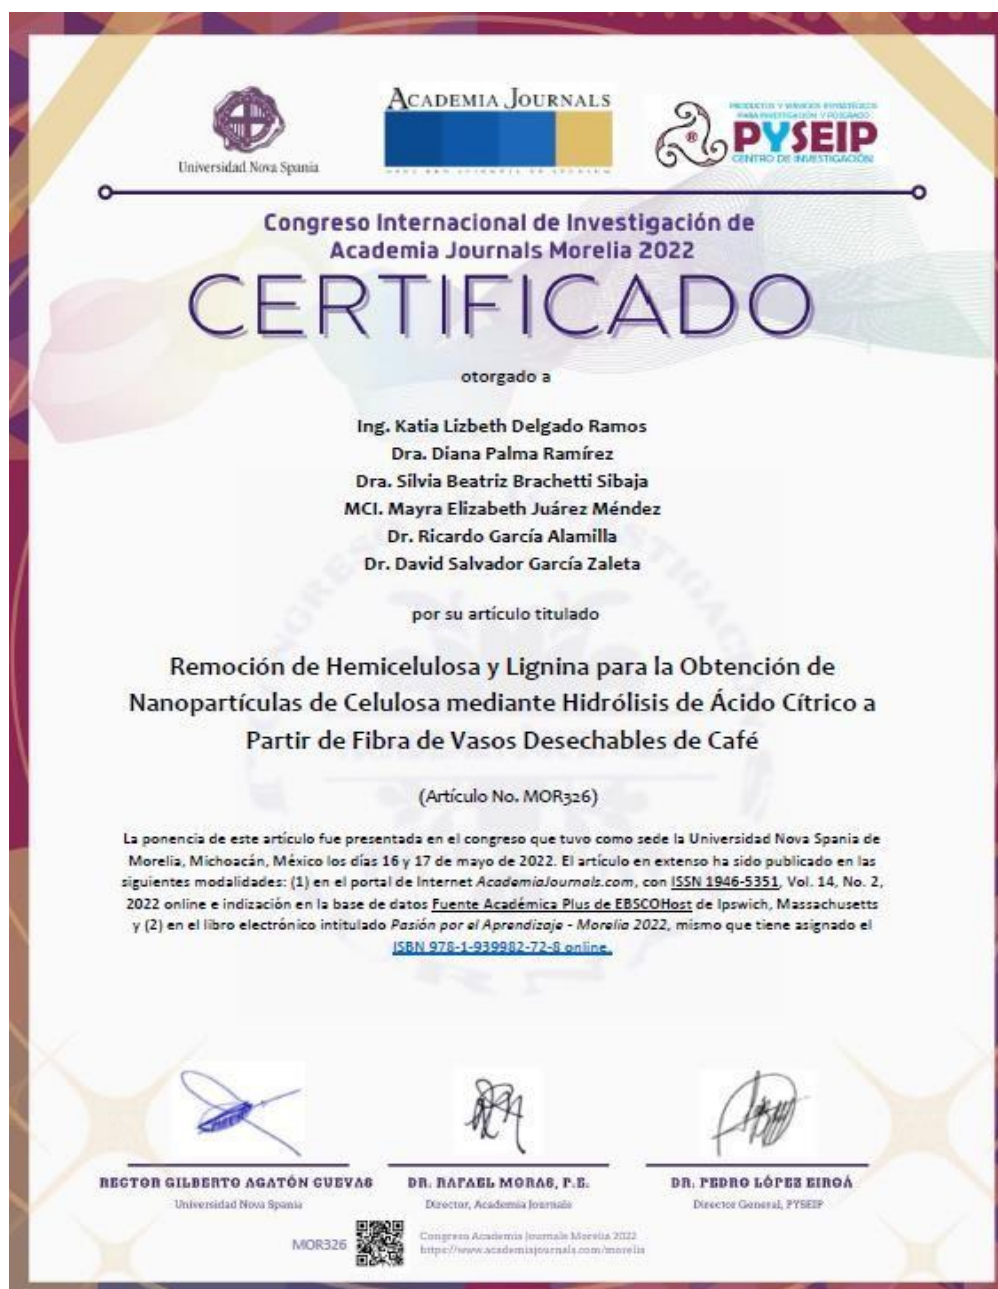 Universidad Nova Spania
ACADEMIA JOURNALS
PRODUCTOS Y SERVICIOS ESTRATÉGICOS
PARA INVESTIGACIÓN Y POSGRADO
PYSEIP
CENTRO DE INVESTIGACIÓN
Congreso Internacional de Investigación de
Academia Journals Morelia 2022
CERTIFICADO
otorgado a
Ing. Katia Lizbeth Delgado Ramos
Dra. Diana Palma Ramírez
Dra. Silvia Beatriz Brachetti Sibaja
MCI. Mayra Elizabeth Juárez Méndez
Dr. Ricardo García Alamilla
Dr. David Salvador García Zaleta
por su artículo titulado
Remoción de Hemicelulosa y Lignina para la Obtención de
Nanopartículas de Celulosa mediante Hidrólisis de Ácido Cítrico a
Partir de Fibra de Vasos Desechables de Café
(Artículo No. MOR326)
La ponencia de este artículo fue presentada en el congreso que tuvo como sede la Universidad Nova Spania de
Morelia, Michoacán, México los días 16 y 17 de mayo de 2022. El artículo en extenso ha sido publicado en las
siguientes modalidades: (1) en el portal de Internet AcademiaJournals.com, con ISSN 1946-5351, Vol. 14, No. 2,
2022 online e indización en la base de datos Fuente Académica Plus de EBSCOHost de Ipswich, Massachusetts
y (2) en el libro electrónico intitulado Pasión por el Aprendizaje - Morelia 2022, mismo que tiene asignado el
ISBN 978-1-939982-72-8 online.
RECTOR GILBERTO AGATÓN CUEVAS
Universidad Nova Spania
DR. RAFAEL MORAS, P.E.
Director, Academia Journals
DR. PEDRO LÓPEZ EIROÁ
Director General, PYSEIP
MOR326
Congreso Academia Journals Morelia 2022
https://www.academiajournals.com/morelia